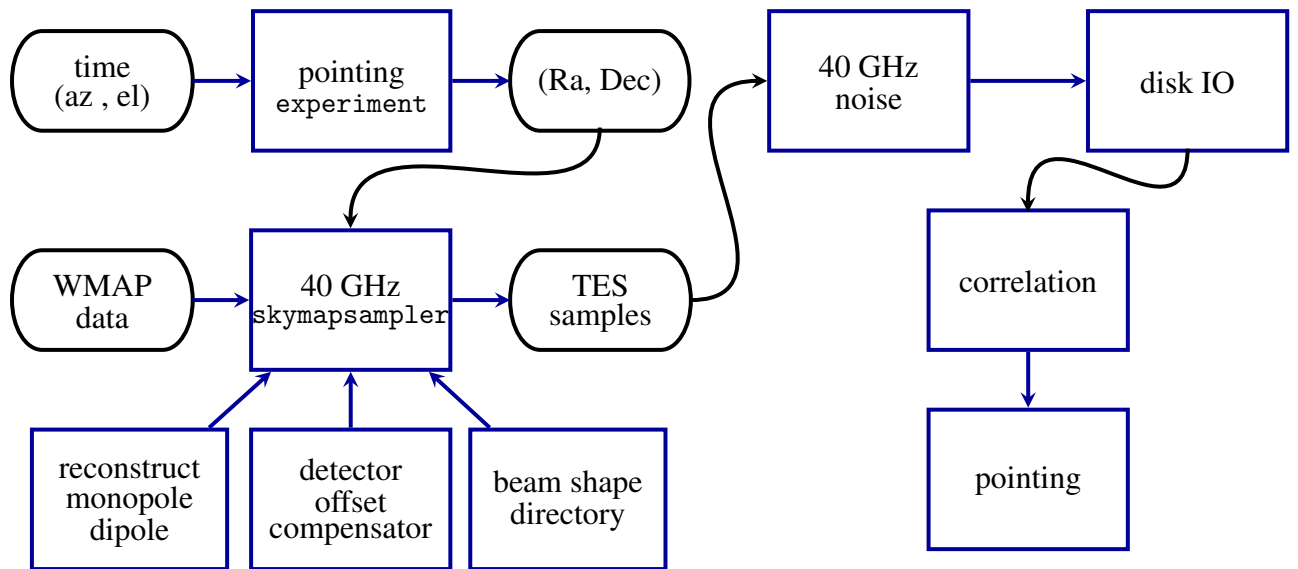 time
(az , el)
pointing
experiment
(Ra, Dec)
40 GHz
noise
disk IO
WMAP
data
40 GHz
skymapsampler
TES
samples
correlation
reconstruct
monopole
dipole
detector
offset
compensator
beam shape
directory
pointing